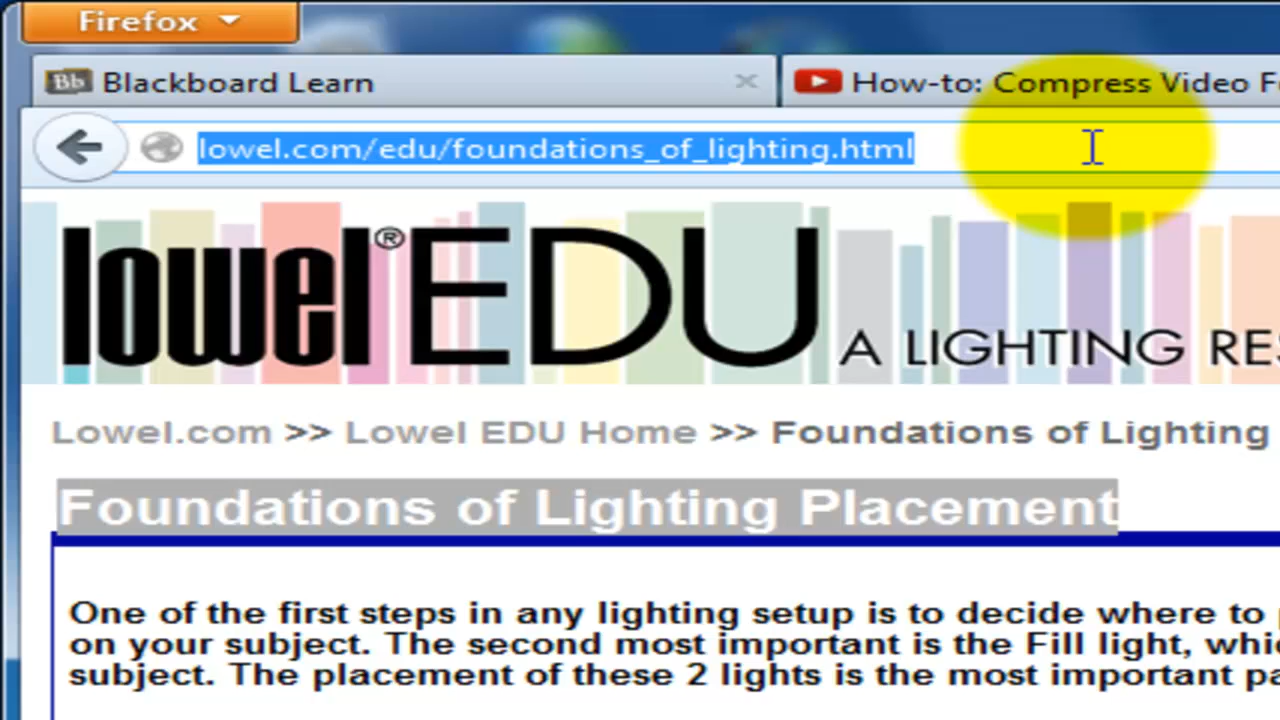 Firefox
Blackboard Learn
How-to: Compress Video
lowel.com/edu/foundations_of_lighting.html
lowel® EDU A LIGHTING
Lowel.com >> Lowel EDU Home >> Foundations of Lighting
Foundations of Lighting Placement
One of the first steps in any lighting setup is to decide where to
on your subject. The second most important is the Fill light,
subject. The placement of these 2 lights is the most important